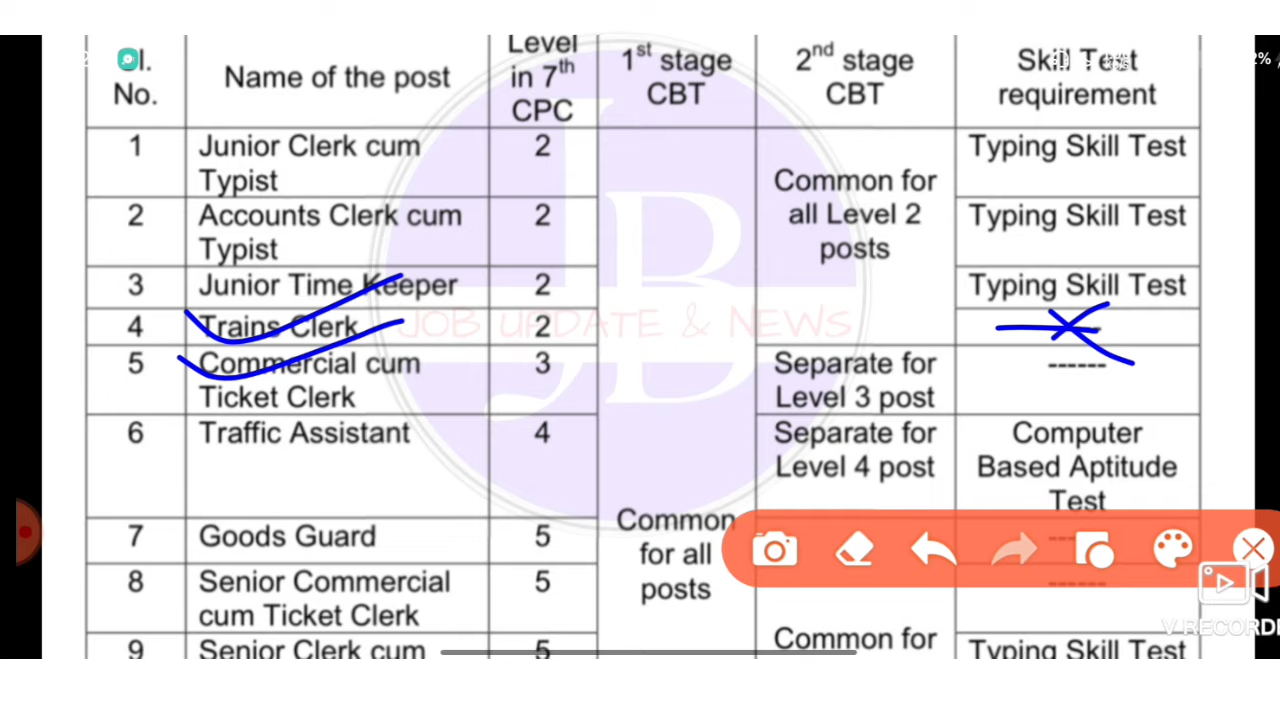 Sl.
No.
Name of the post
Level
in 7th
CPC
1st stage
CBT
2nd stage
CBT
Skill Test
requirement
2%
1
Junior Clerk cum
Typist
2
Typing Skill Test
2
Accounts Clerk cum
Typist
2
Common for
all Level 2
posts
Typing Skill Test
3
Junior Time Keeper
2
Typing Skill Test
4
Trains Clerk
2
JOB UPDATE & NEWS
JB
5
Commercial cum
Ticket Clerk
3
Separate for
Level 3 post
------
6
Traffic Assistant
4
Separate for
Level 4 post
Computer
Based Aptitude
Test
7
Goods Guard
5
Common
for all
posts
8
Senior Commercial
cum Ticket Clerk
5
------
V RECORD
9
Senior Clerk cum
5
Common for
Typing Skill Test